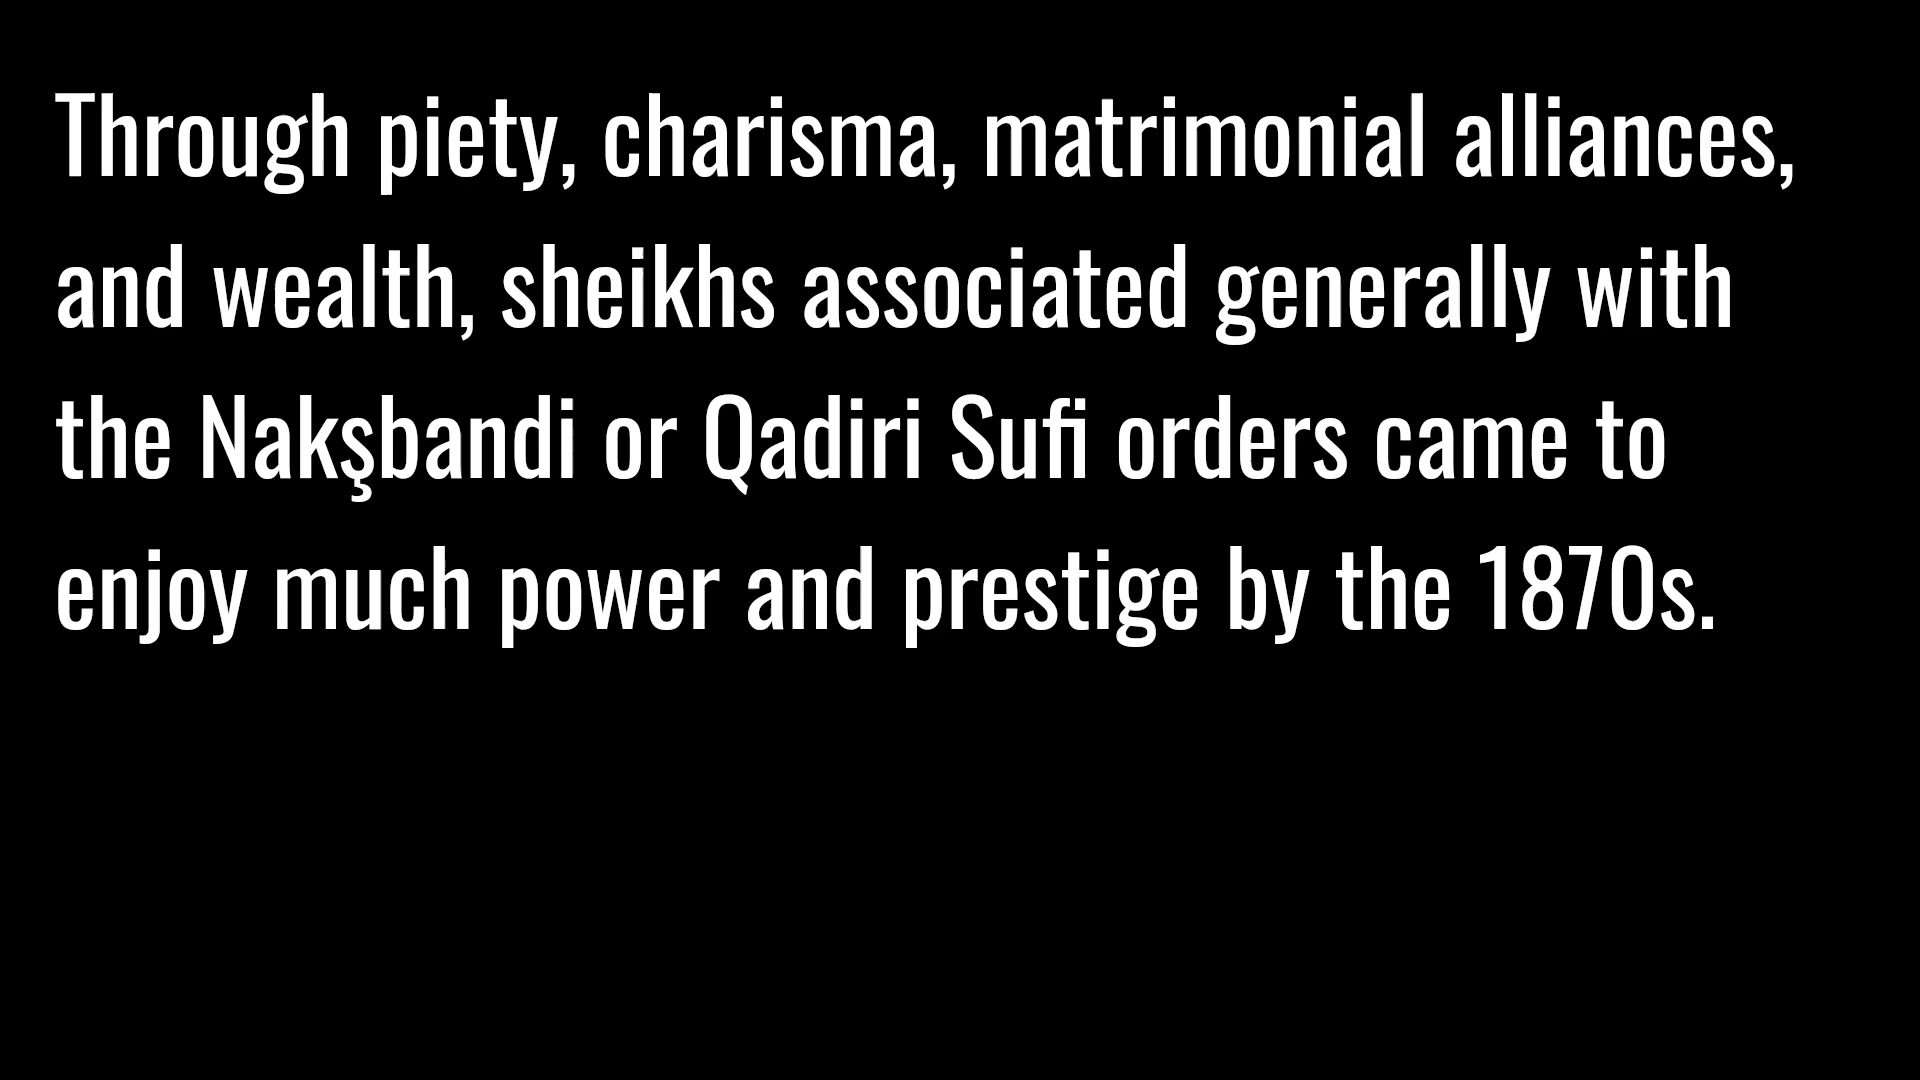 Through piety, charisma, matrimonial alliances,
and wealth, sheikhs associated generally with
the Nakşbandi or Qadiri Sufi orders came to
enjoy much power and prestige by the 1870s.